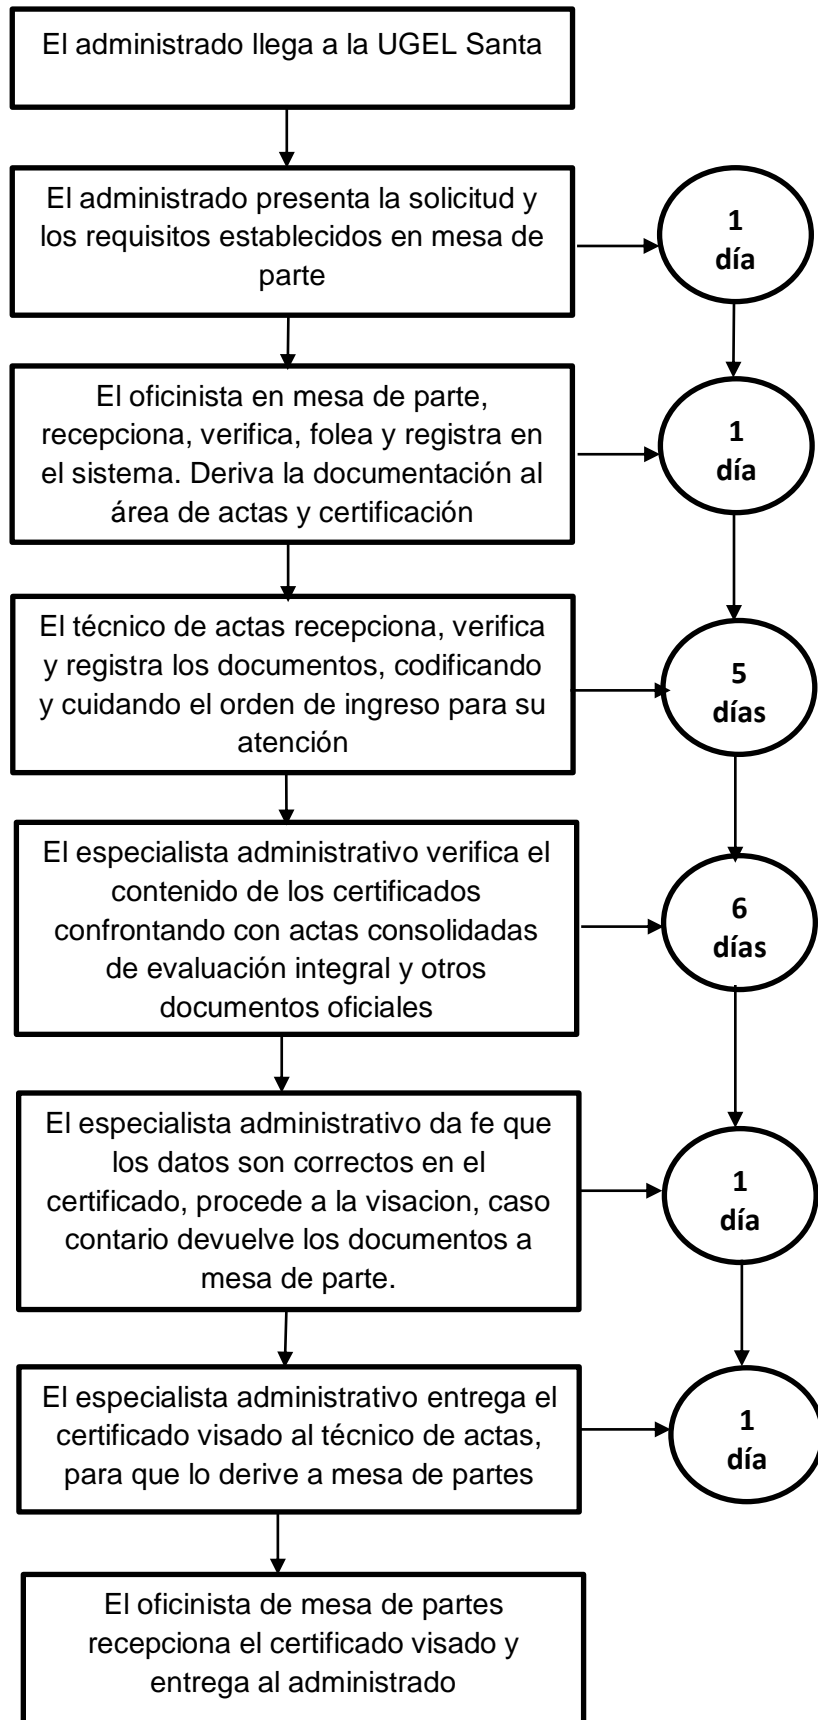 El administrado llega a la UGEL Santa
El administrado presenta la solicitud y
los requisitos establecidos en mesa de
parte
1
día
El oficinista en mesa de parte,
recepciona, verifica, folea y registra en
el sistema. Deriva la documentación al
área de actas y certificación
1
día
El técnico de actas recepciona, verifica
y registra los documentos, codificando
y cuidando el orden de ingreso para su
atención
5
días
El especialista administrativo verifica el
contenido de los certificados
confrontando con actas consolidadas
de evaluación integral y otros
documentos oficiales
6
días
El especialista administrativo da fe que
los datos son correctos en el
certificado, procede a la visacion, caso
contario devuelve los documentos a
mesa de parte.
1
día
El especialista administrativo entrega el
certificado visado al técnico de actas,
para que lo derive a mesa de partes
1
día
El oficinista de mesa de partes
recepciona el certificado visado y
entrega al administrado